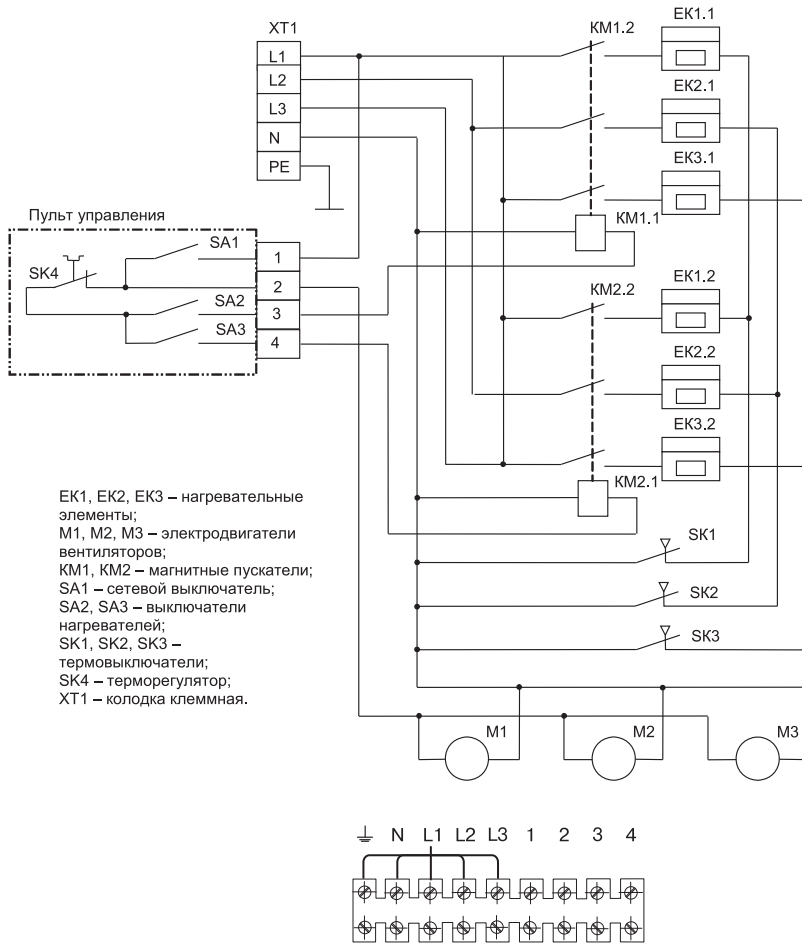 XT1
L1
L2
L3
N
PE
KM1.2
EK1.1
EK2.1
EK3.1
KM1.1
Пульт управления
SK4
SA1
SA2
SA3
1
2
3
4
KM2.2
EK1.2
EK2.2
EK3.2
KM2.1
SK1
SK2
SK3
M1
M2
M3
EK1, EK2, EK3 – нагревательные
элементы;
M1, M2, M3 – электродвигатели
вентиляторов;
KM1, KM2 – магнитные пускатели;
SA1 – сетевой выключатель;
SA2, SA3 – выключатели
нагревателей;
SK1, SK2, SK3 –
термовыключатели;
SK4 – терморегулятор;
XT1 – колодка клеммная.
N L1 L2 L3 1 2 3 4